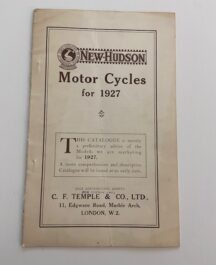 NEW-HUDSON
Motor Cycles
for 1927
THIS CATALOGUE is merely
a preliminary advice of the
Models we are marketing
for 1927.
A more comprehensive and descriptive
Catalogue will be issued at an early date.
C. F. TEMPLE & CO., LTD.,
11, Edgware Road, Marble Arch,
LONDON, W.2.